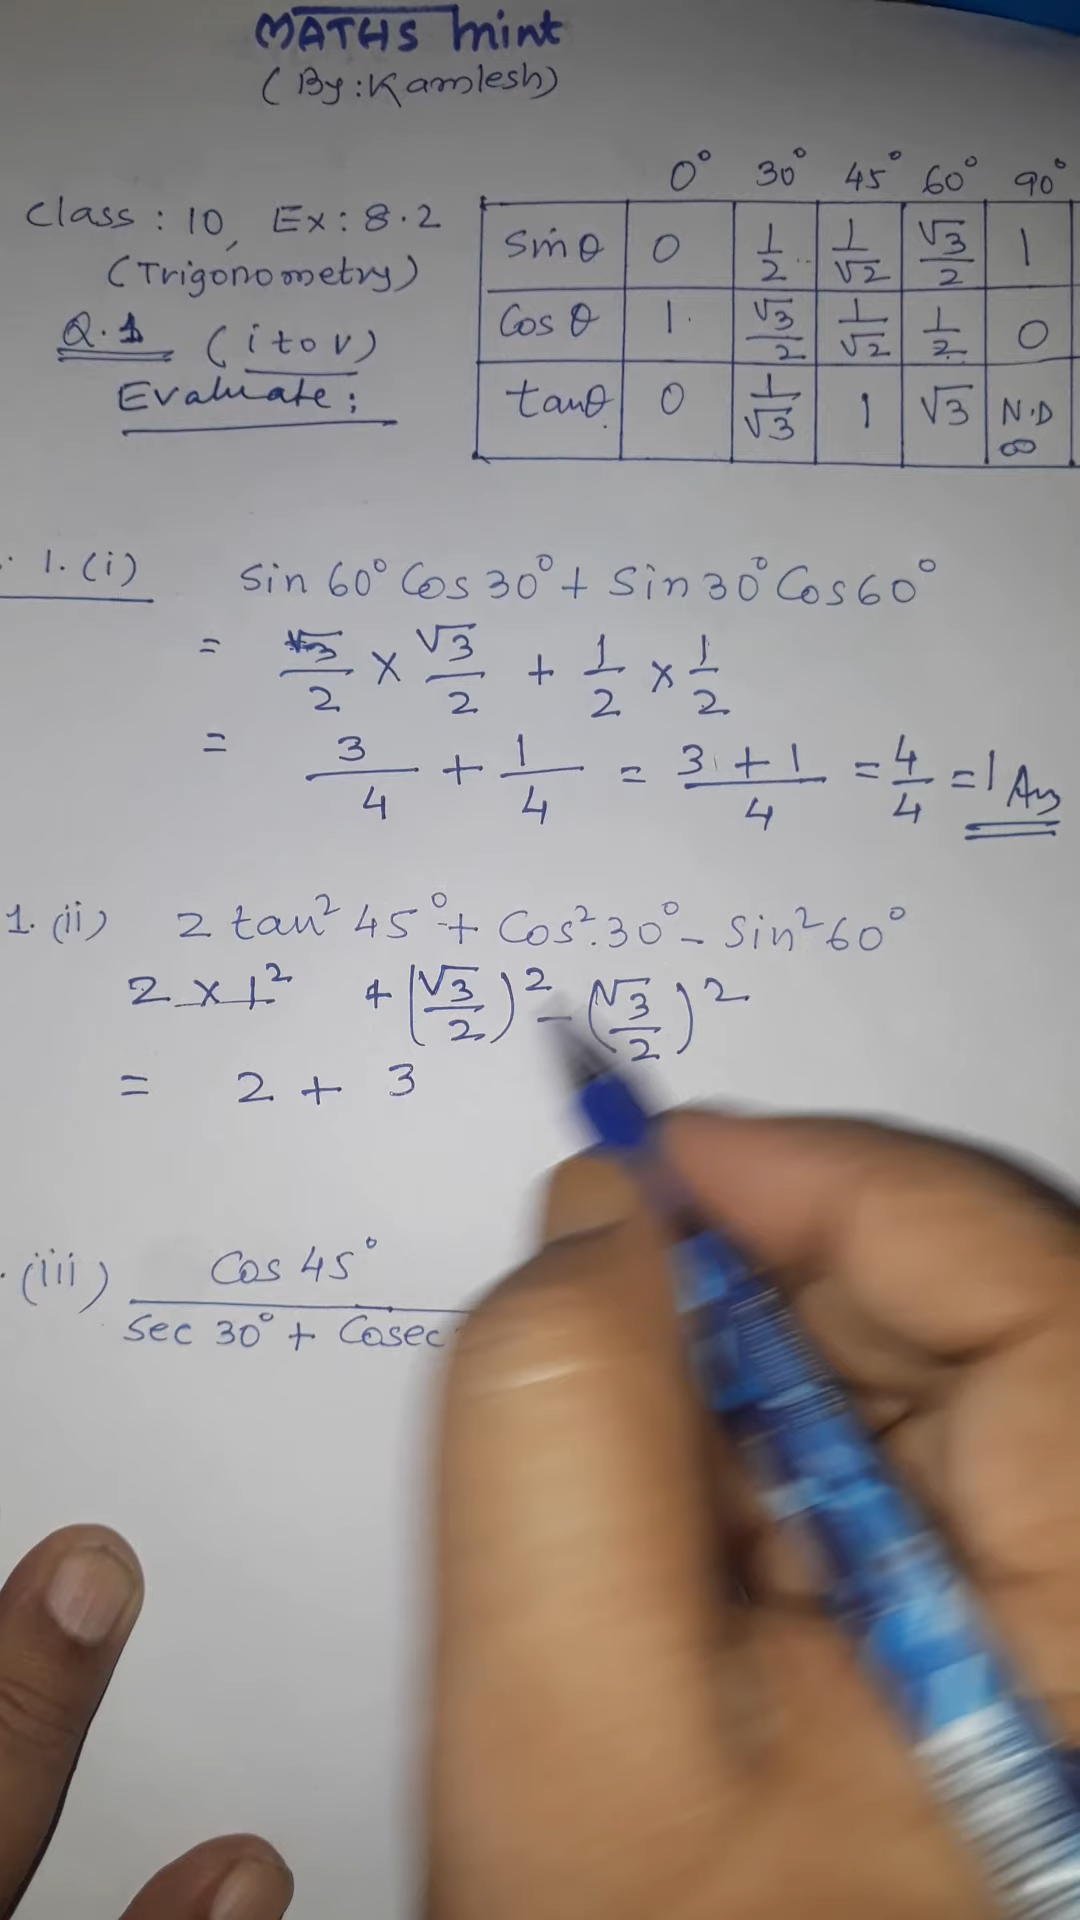 MATHS mint
(By: Kamlesh)
Class: 10, Ex: 8.2
(Trigonometry)
Q.1 (i to v)
Evaluate:
0° 30° 45° 60° 90°
sinθ 0 1/2 1/√2 √3/2 1
Cosθ 1 √3/2 1/√2 1/2 0
tanθ 0 1/√3 1 √3 N.D ∞
1.(i) sin 60° Cos 30° + sin 30° Cos 60°
= √3/2 × √3/2 + 1/2 × 1/2
= 3/4 + 1/4 = 3+1/4 = 4/4 = 1 Ans
1.(ii) 2 tan² 45° + Cos². 30° - sin² 60°
2 × 1² + (√3/2)² - (√3/2)²
= 2 + 3
(iii) Cos 45°
sec 30° + Cosec